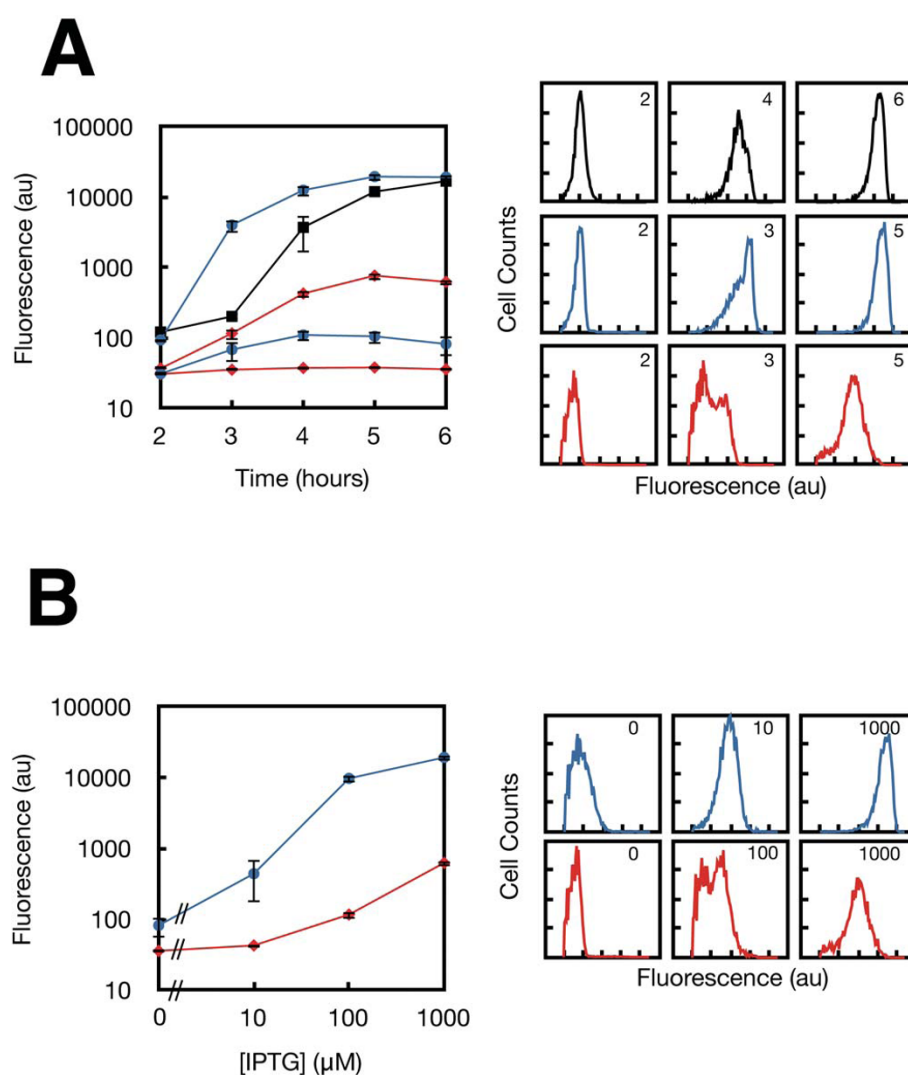 A
100000
10000
1000
100
10
Fluorescence (au)
2 3 4 5 6
Time (hours)
2 4 6
2 3 5
2 3 5
Cell Counts
Fluorescence (au)
B
100000
10000
1000
100
10
Fluorescence (au)
0 10 100 1000
[IPTG] (µM)
0 10 1000
0 100 1000
Cell Counts
Fluorescence (au)